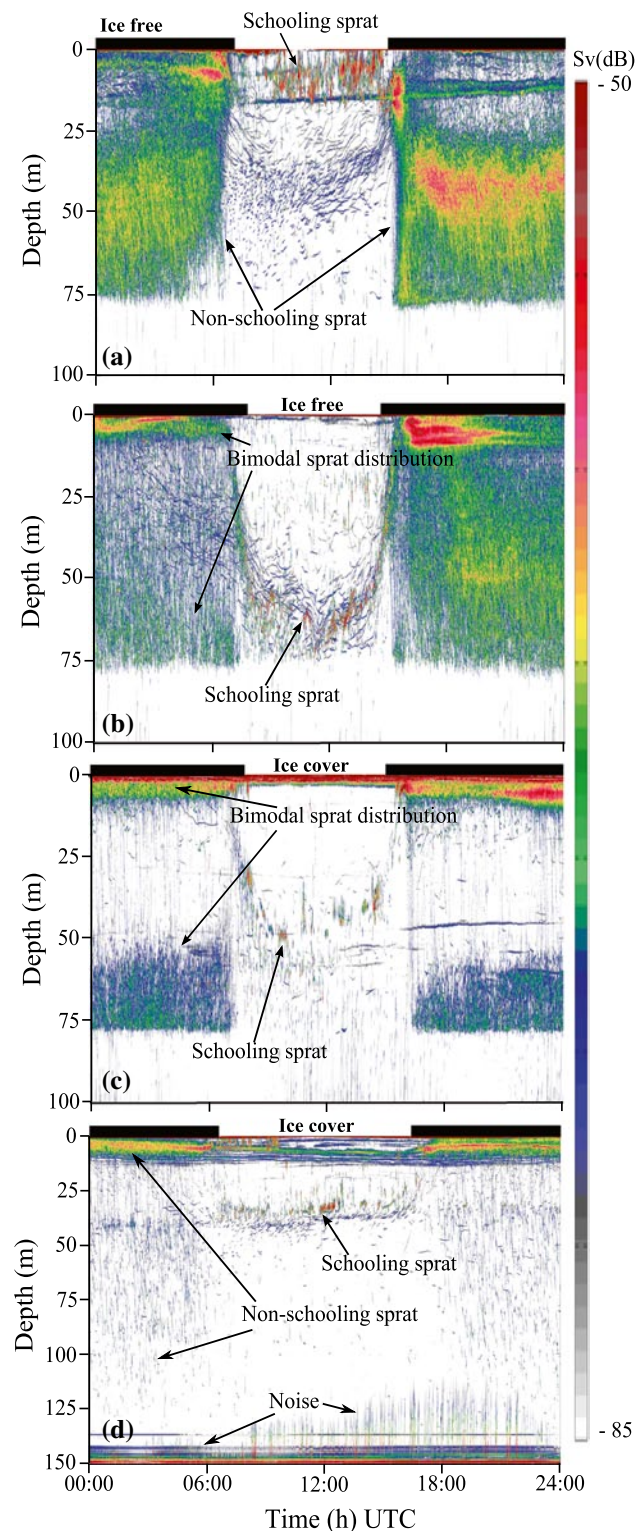 Ice free
Schooling sprat
Sv(dB)
- 50
0
25
50
75
100
Depth (m)
Non-schooling sprat
(a)
Ice free
0
25
50
75
100
Depth (m)
Bimodal sprat distribution
Schooling sprat
(b)
Ice cover
0
25
50
75
100
Depth (m)
Bimodal sprat distribution
Schooling sprat
(c)
Ice cover
0
25
50
75
100
125
150
Depth (m)
Schooling sprat
Non-schooling sprat
Noise
(d)
- 85
00:00 06:00 12:00 18:00 24:00
Time (h) UTC